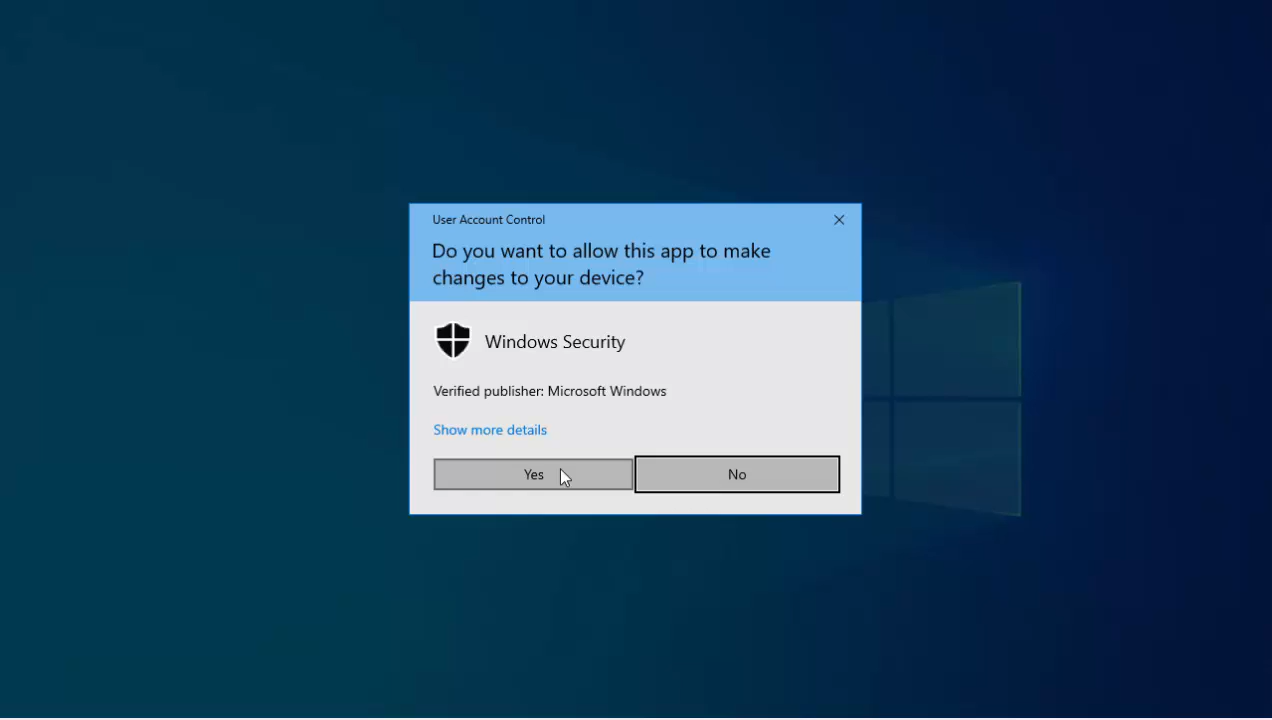 User Account Control
Do you want to allow this app to make
changes to your device?
Windows Security
Verified publisher: Microsoft Windows
Show more details
Yes
No